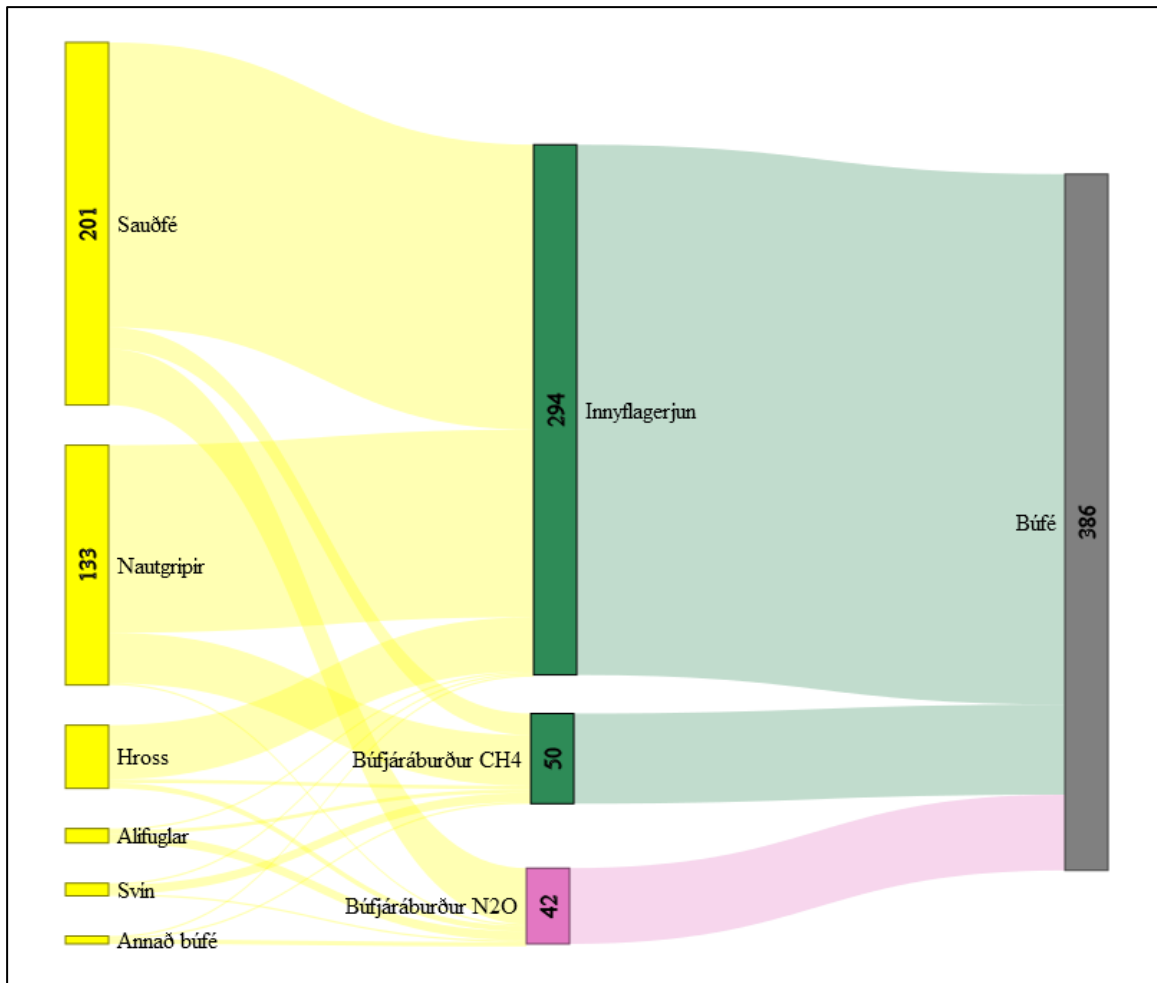 201
Sauðfé
133
Nautgripir
Hross
Alifuglar
Svín
Annað búfé
294
Innyflagerjun
Búfjáráburður CH4
50
Búfjáráburður N2O
42
Búfé
386